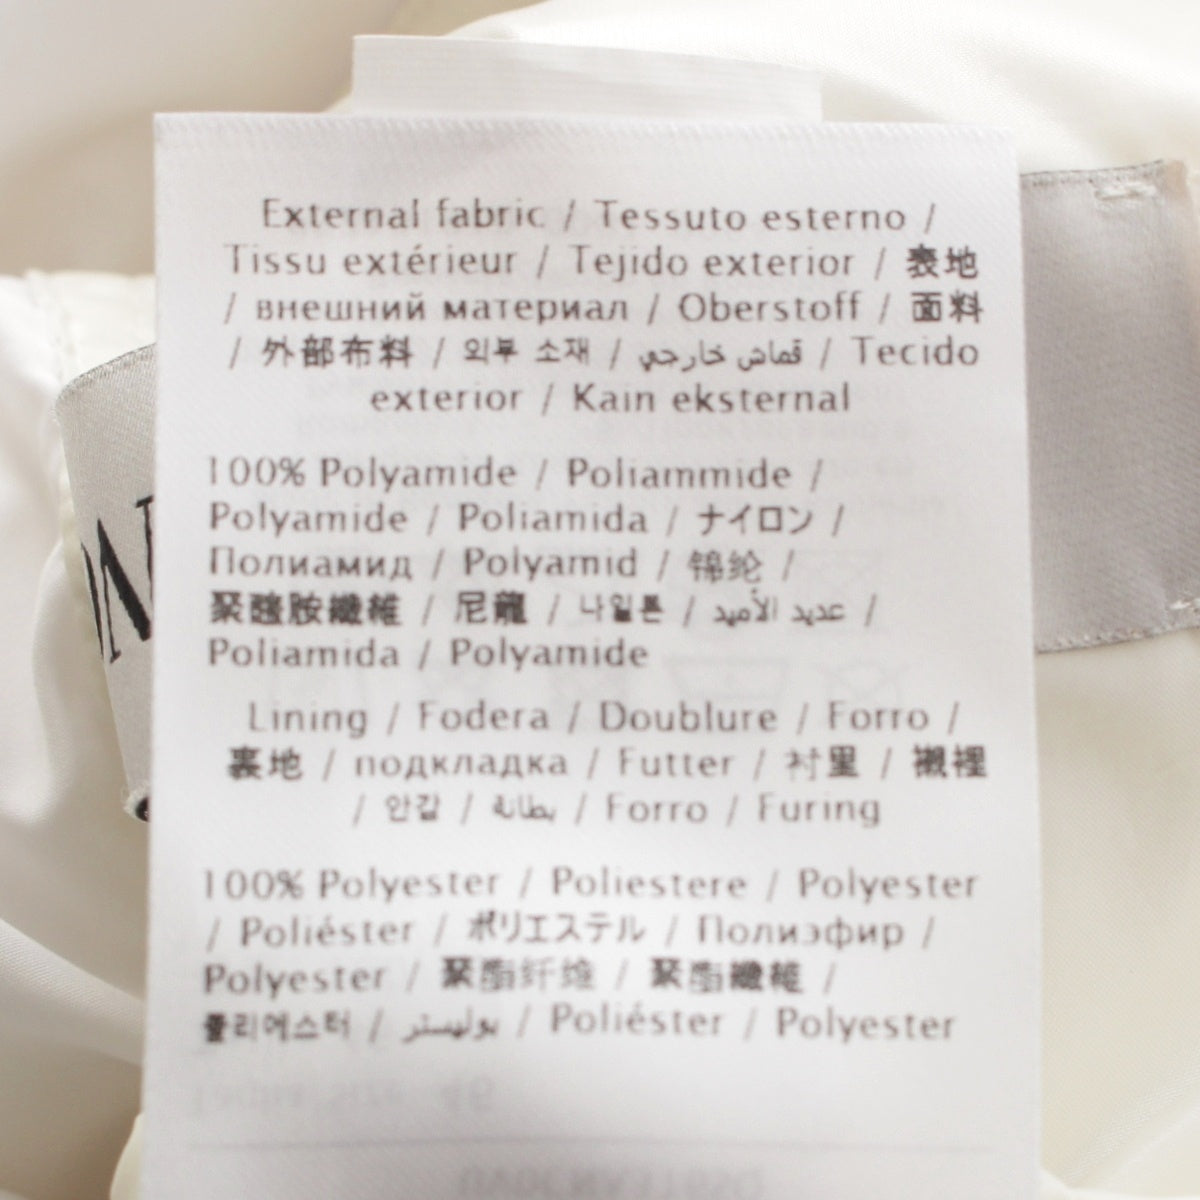 External fabric / Tessuto esterno /
Tissu extérieur / Tejido exterior / 表地
/ внешний материал / Oberstoff / 面料
/ 外部布料 / 외부 소재 / قماش خارجي / Tecido
exterior / Kain eksternal
100% Polyamide / Poliammide /
Polyamide / Poliamida / ナイロン /
Полиамид / Polyamid / 锦纶 /
聚醯胺纖維 / 尼龍 / 나일론 / عديد الأميد /
Poliamida / Polyamide
Lining / Fodera / Doublure / Forro /
裏地 / подкладка / Futter / 衬里 / 襯裡
/ 안감 / بطانة / Forro / Furing
100% Polyester / Poliestere / Polyester
/ Poliéster / ポリエステル / Полиэфир /
Polyester / 聚酯纤维 / 聚酯纖維 /
폴리에스터 / بوليستر / Poliéster / Polyester